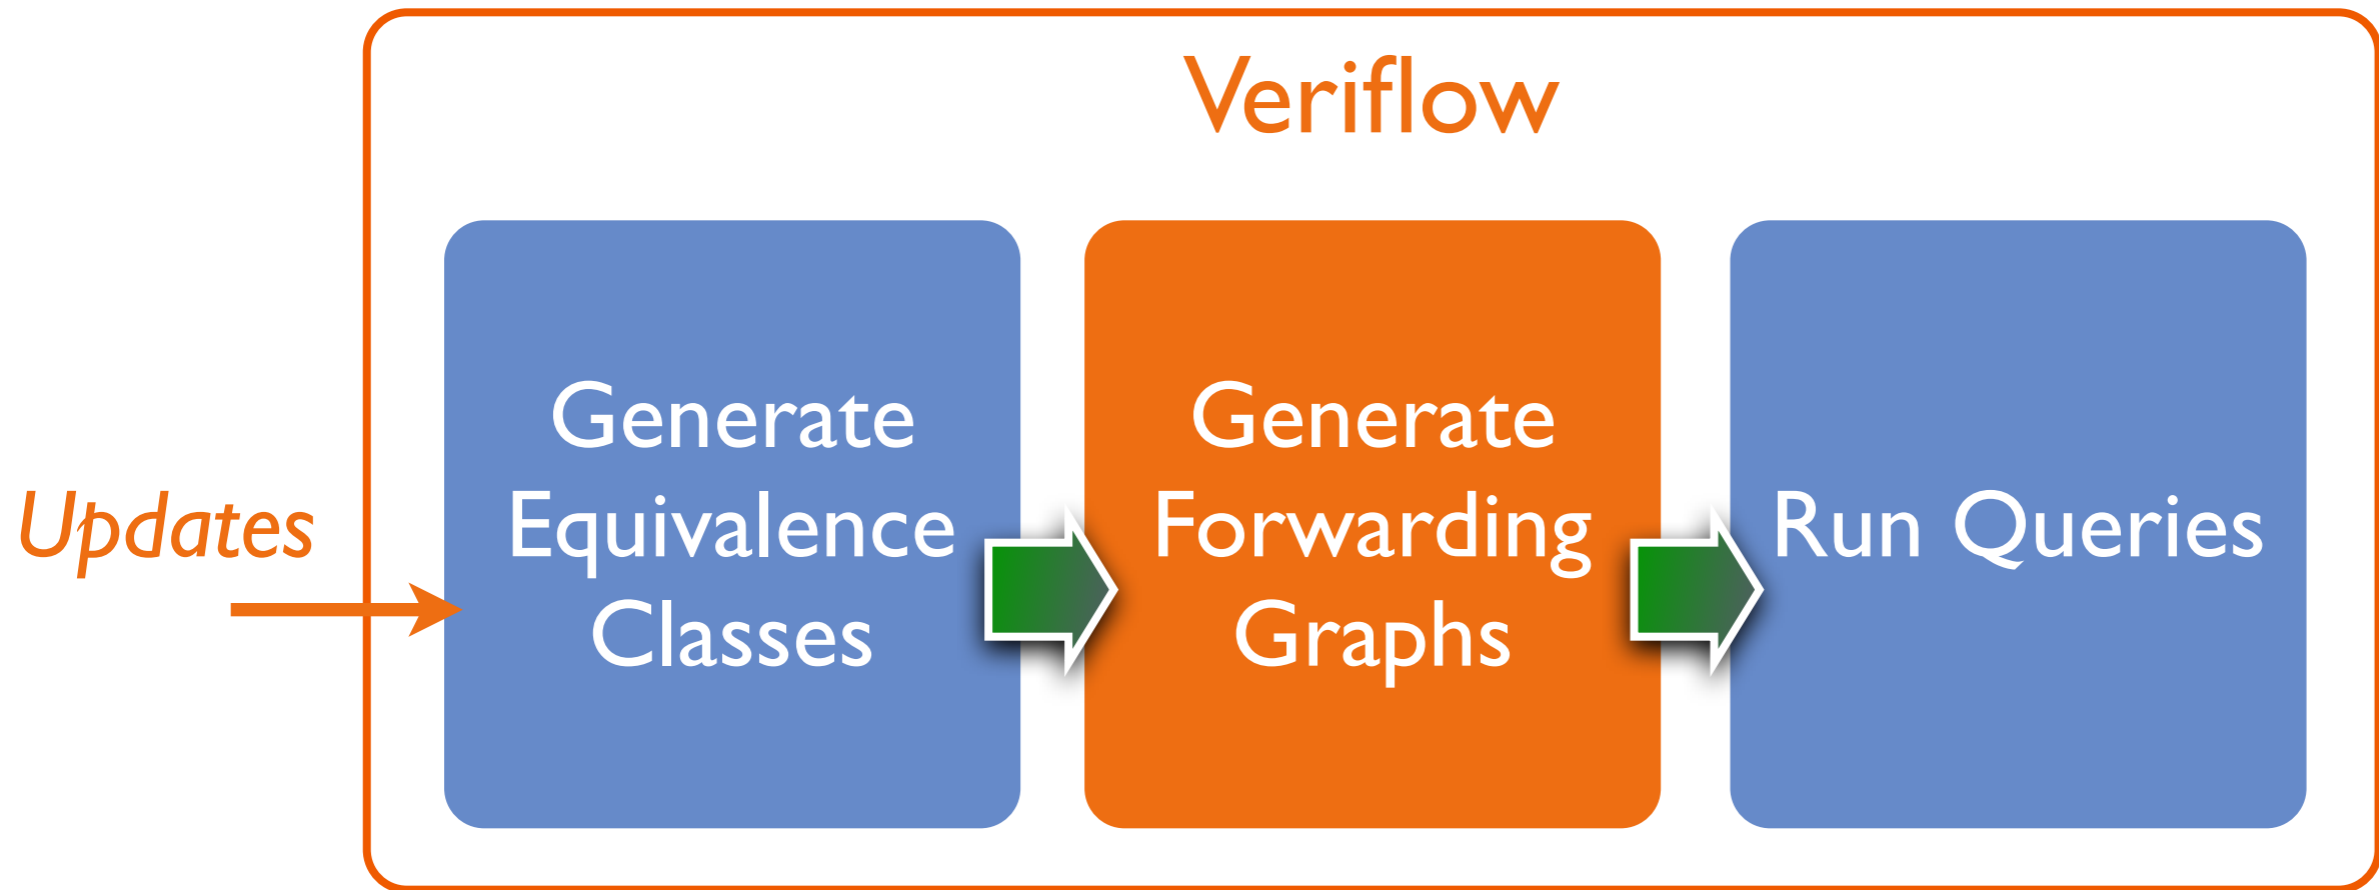 Veriflow
Updates
Generate
Equivalence
Classes
Generate
Forwarding
Graphs
Run Queries